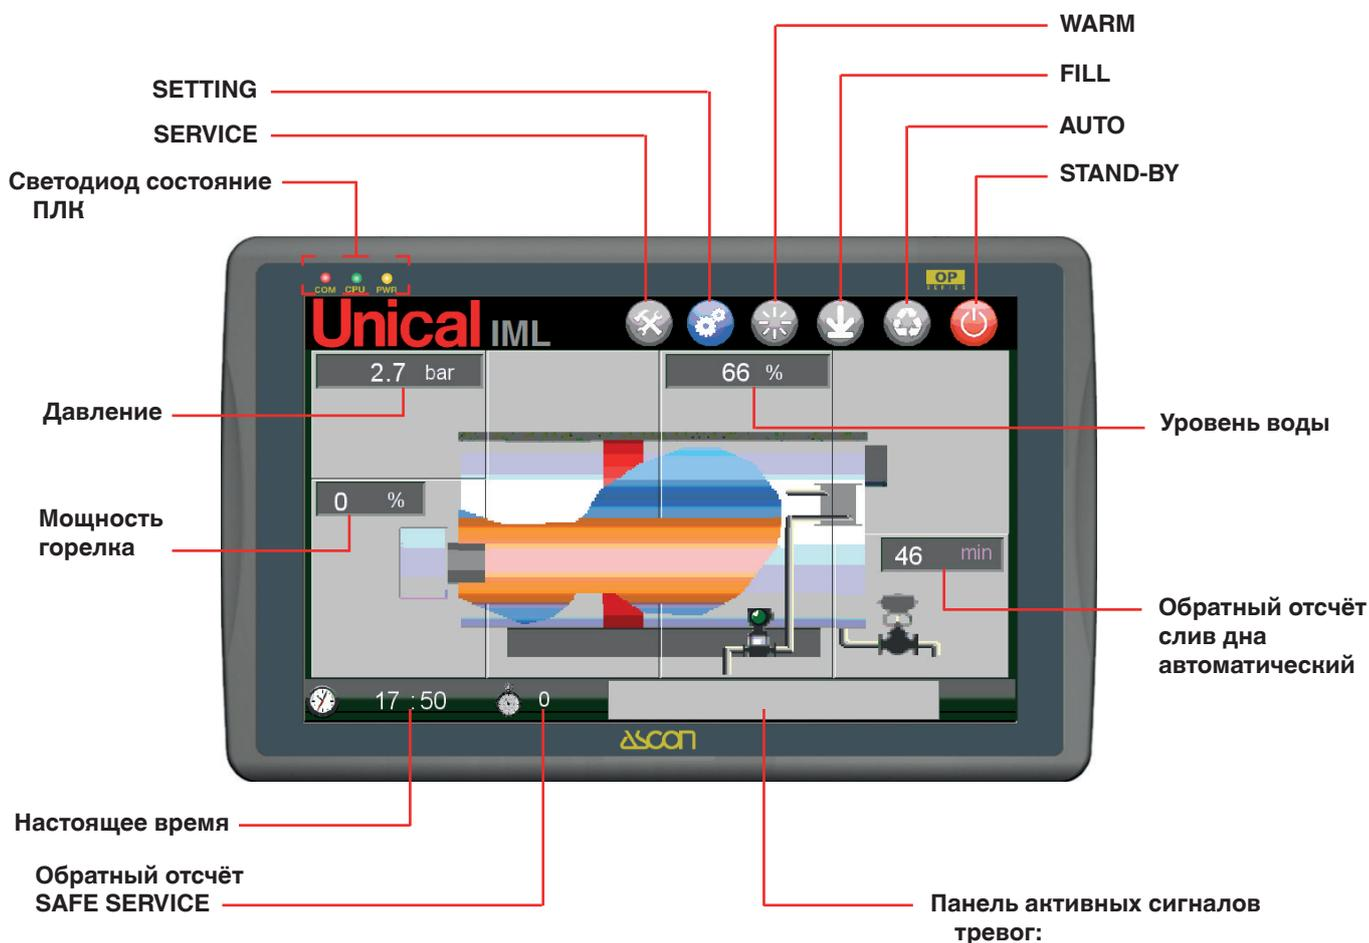 WARM
FILL
SETTING
AUTO
SERVICE
STAND-BY
Светодиод состояние
ПЛК
COM CPU PWR
OP
SERIES
Unical IML
2.7 bar
66 %
Давление
Уровень воды
0 %
Мощность
горелка
46 min
Обратный отсчёт
слив дна
автоматический
17 : 50
0
ASCON
Настоящее время
Обратный отсчёт
SAFE SERVICE
Панель активных сигналов
тревог: